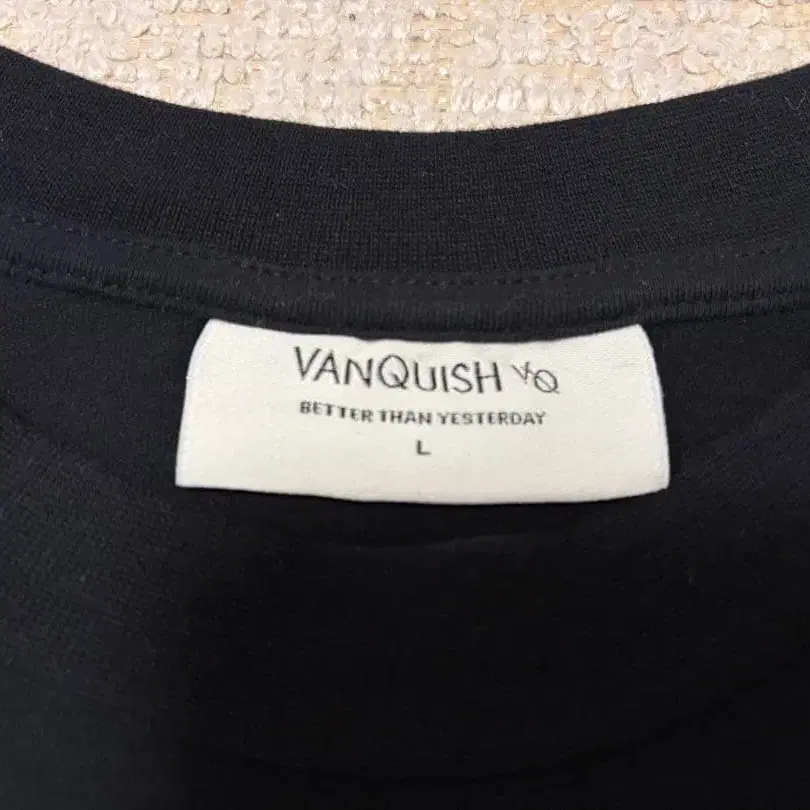 VANQUISH VQ
BETTER THAN YESTERDAY
L